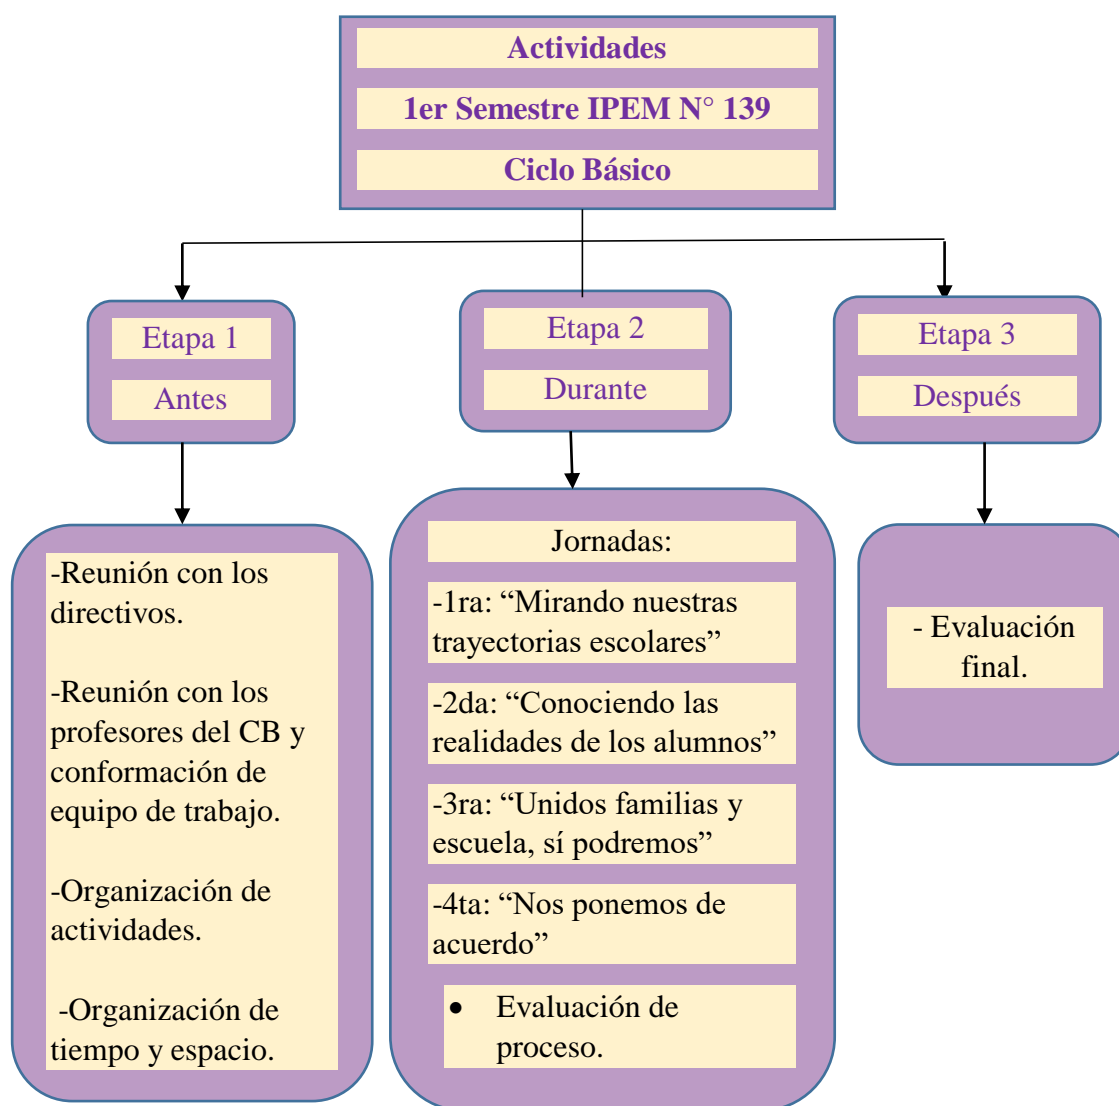 Actividades
1er Semestre IPEM N° 139
Ciclo Básico
Etapa 1
Antes
Etapa 2
Durante
Etapa 3
Después
-Reunión con los
directivos.
-Reunión con los
profesores del CB y
conformación de
equipo de trabajo.
-Organización de
actividades.
-Organización de
tiempo y espacio.
Jornadas:
-1ra: “Mirando nuestras
trayectorias escolares”
-2da: “Conociendo las
realidades de los alumnos”
-3ra: “Unidos familias y
escuela, sí podremos”
-4ta: “Nos ponemos de
acuerdo”
• Evaluación de
proceso.
- Evaluación
final.